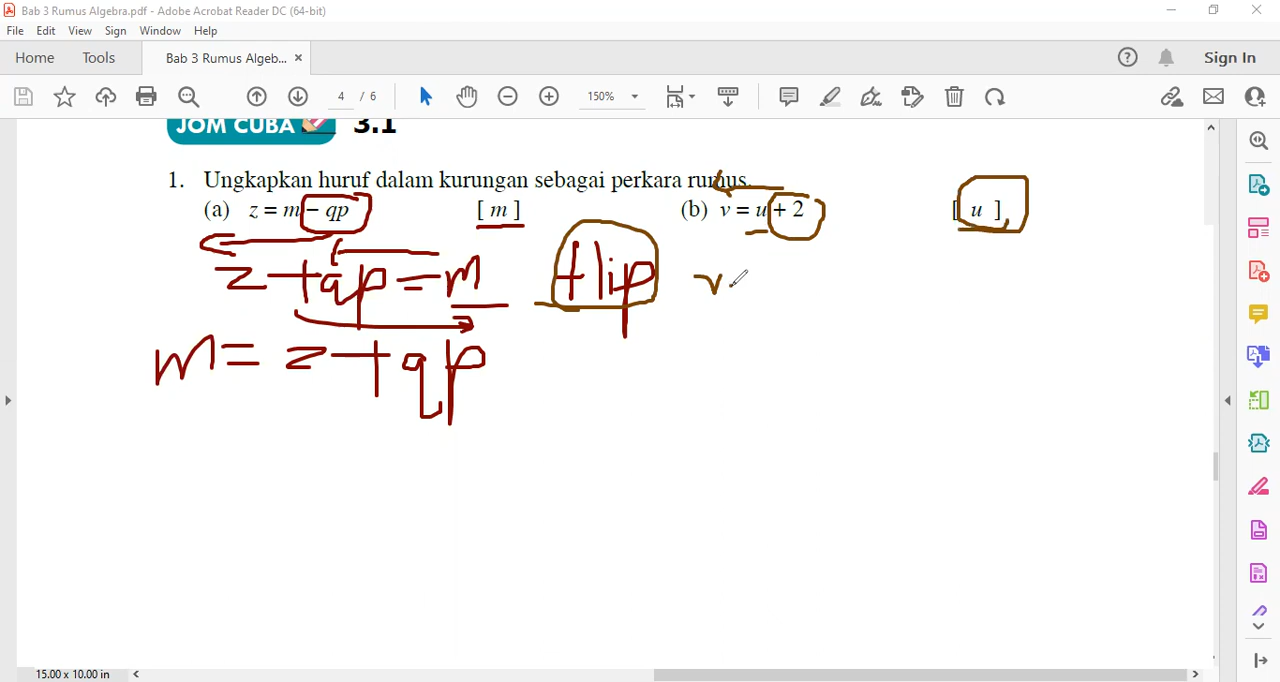 Bab 3 Rumus Algebra.pdf - Adobe Acrobat Reader DC (64-bit)
File Edit View Sign Window Help
Home Tools Bab 3 Rumus Algeb... × Sign In
4 / 6 150%
JOM CUBA 3.1
1. Ungkapkan huruf dalam kurungan sebagai perkara rumus.
(a) z = m − qp [ m ] (b) v = u + 2 [ u ]
z + qp = m flip v
m = z + qp
15.00 x 10.00 in